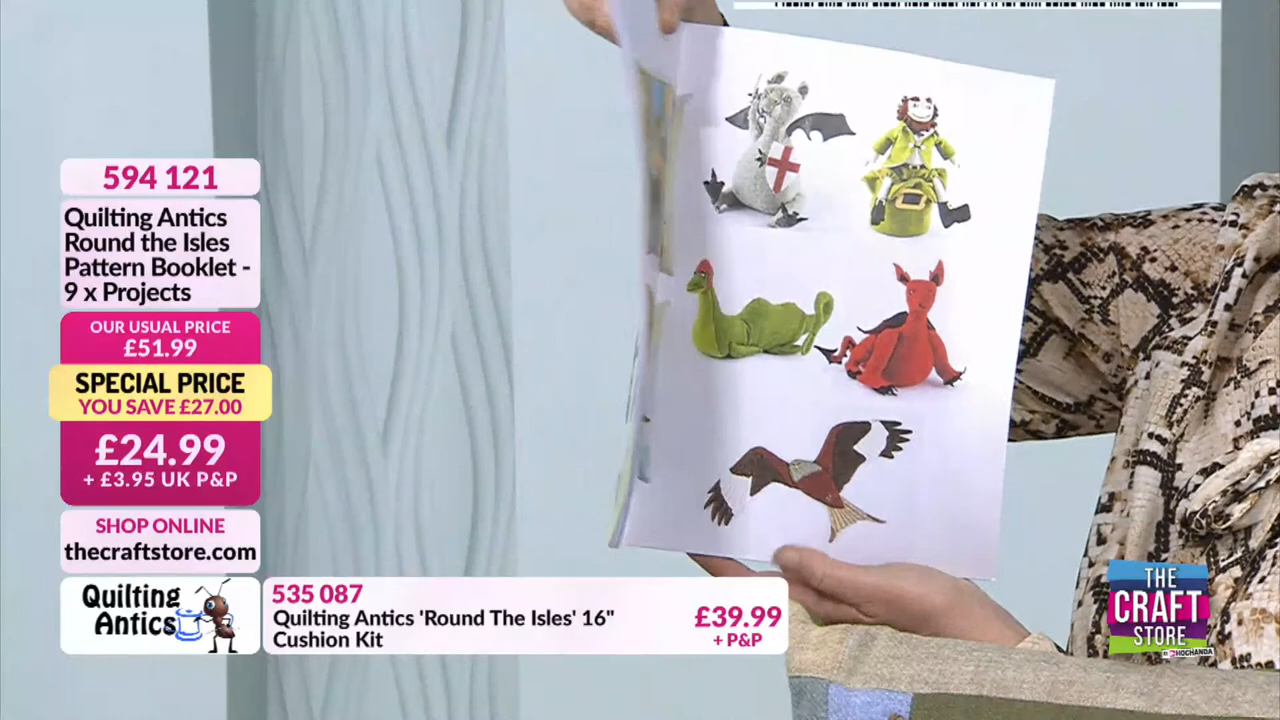 594 121
Quilting Antics
Round the Isles
Pattern Booklet -
9 x Projects
OUR USUAL PRICE
£51.99
SPECIAL PRICE
YOU SAVE £27.00
£24.99
+ £3.95 UK P&P
SHOP ONLINE
thecraftstore.com
Quilting
Antics
535 087
Quilting Antics 'Round The Isles' 16"
Cushion Kit
£39.99
+ P&P
THE
CRAFT
STORE
HOCHANDA